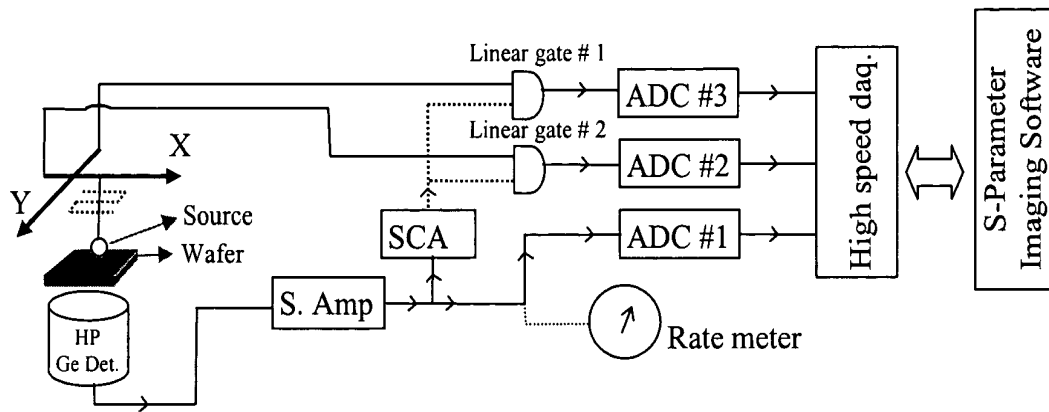 Linear gate # 1
ADC #3
Linear gate # 2
ADC #2
X
Y
Source
Wafer
SCA
ADC #1
S. Amp
HP
Ge Det.
Rate meter
High speed daq.
S-Parameter
Imaging Software